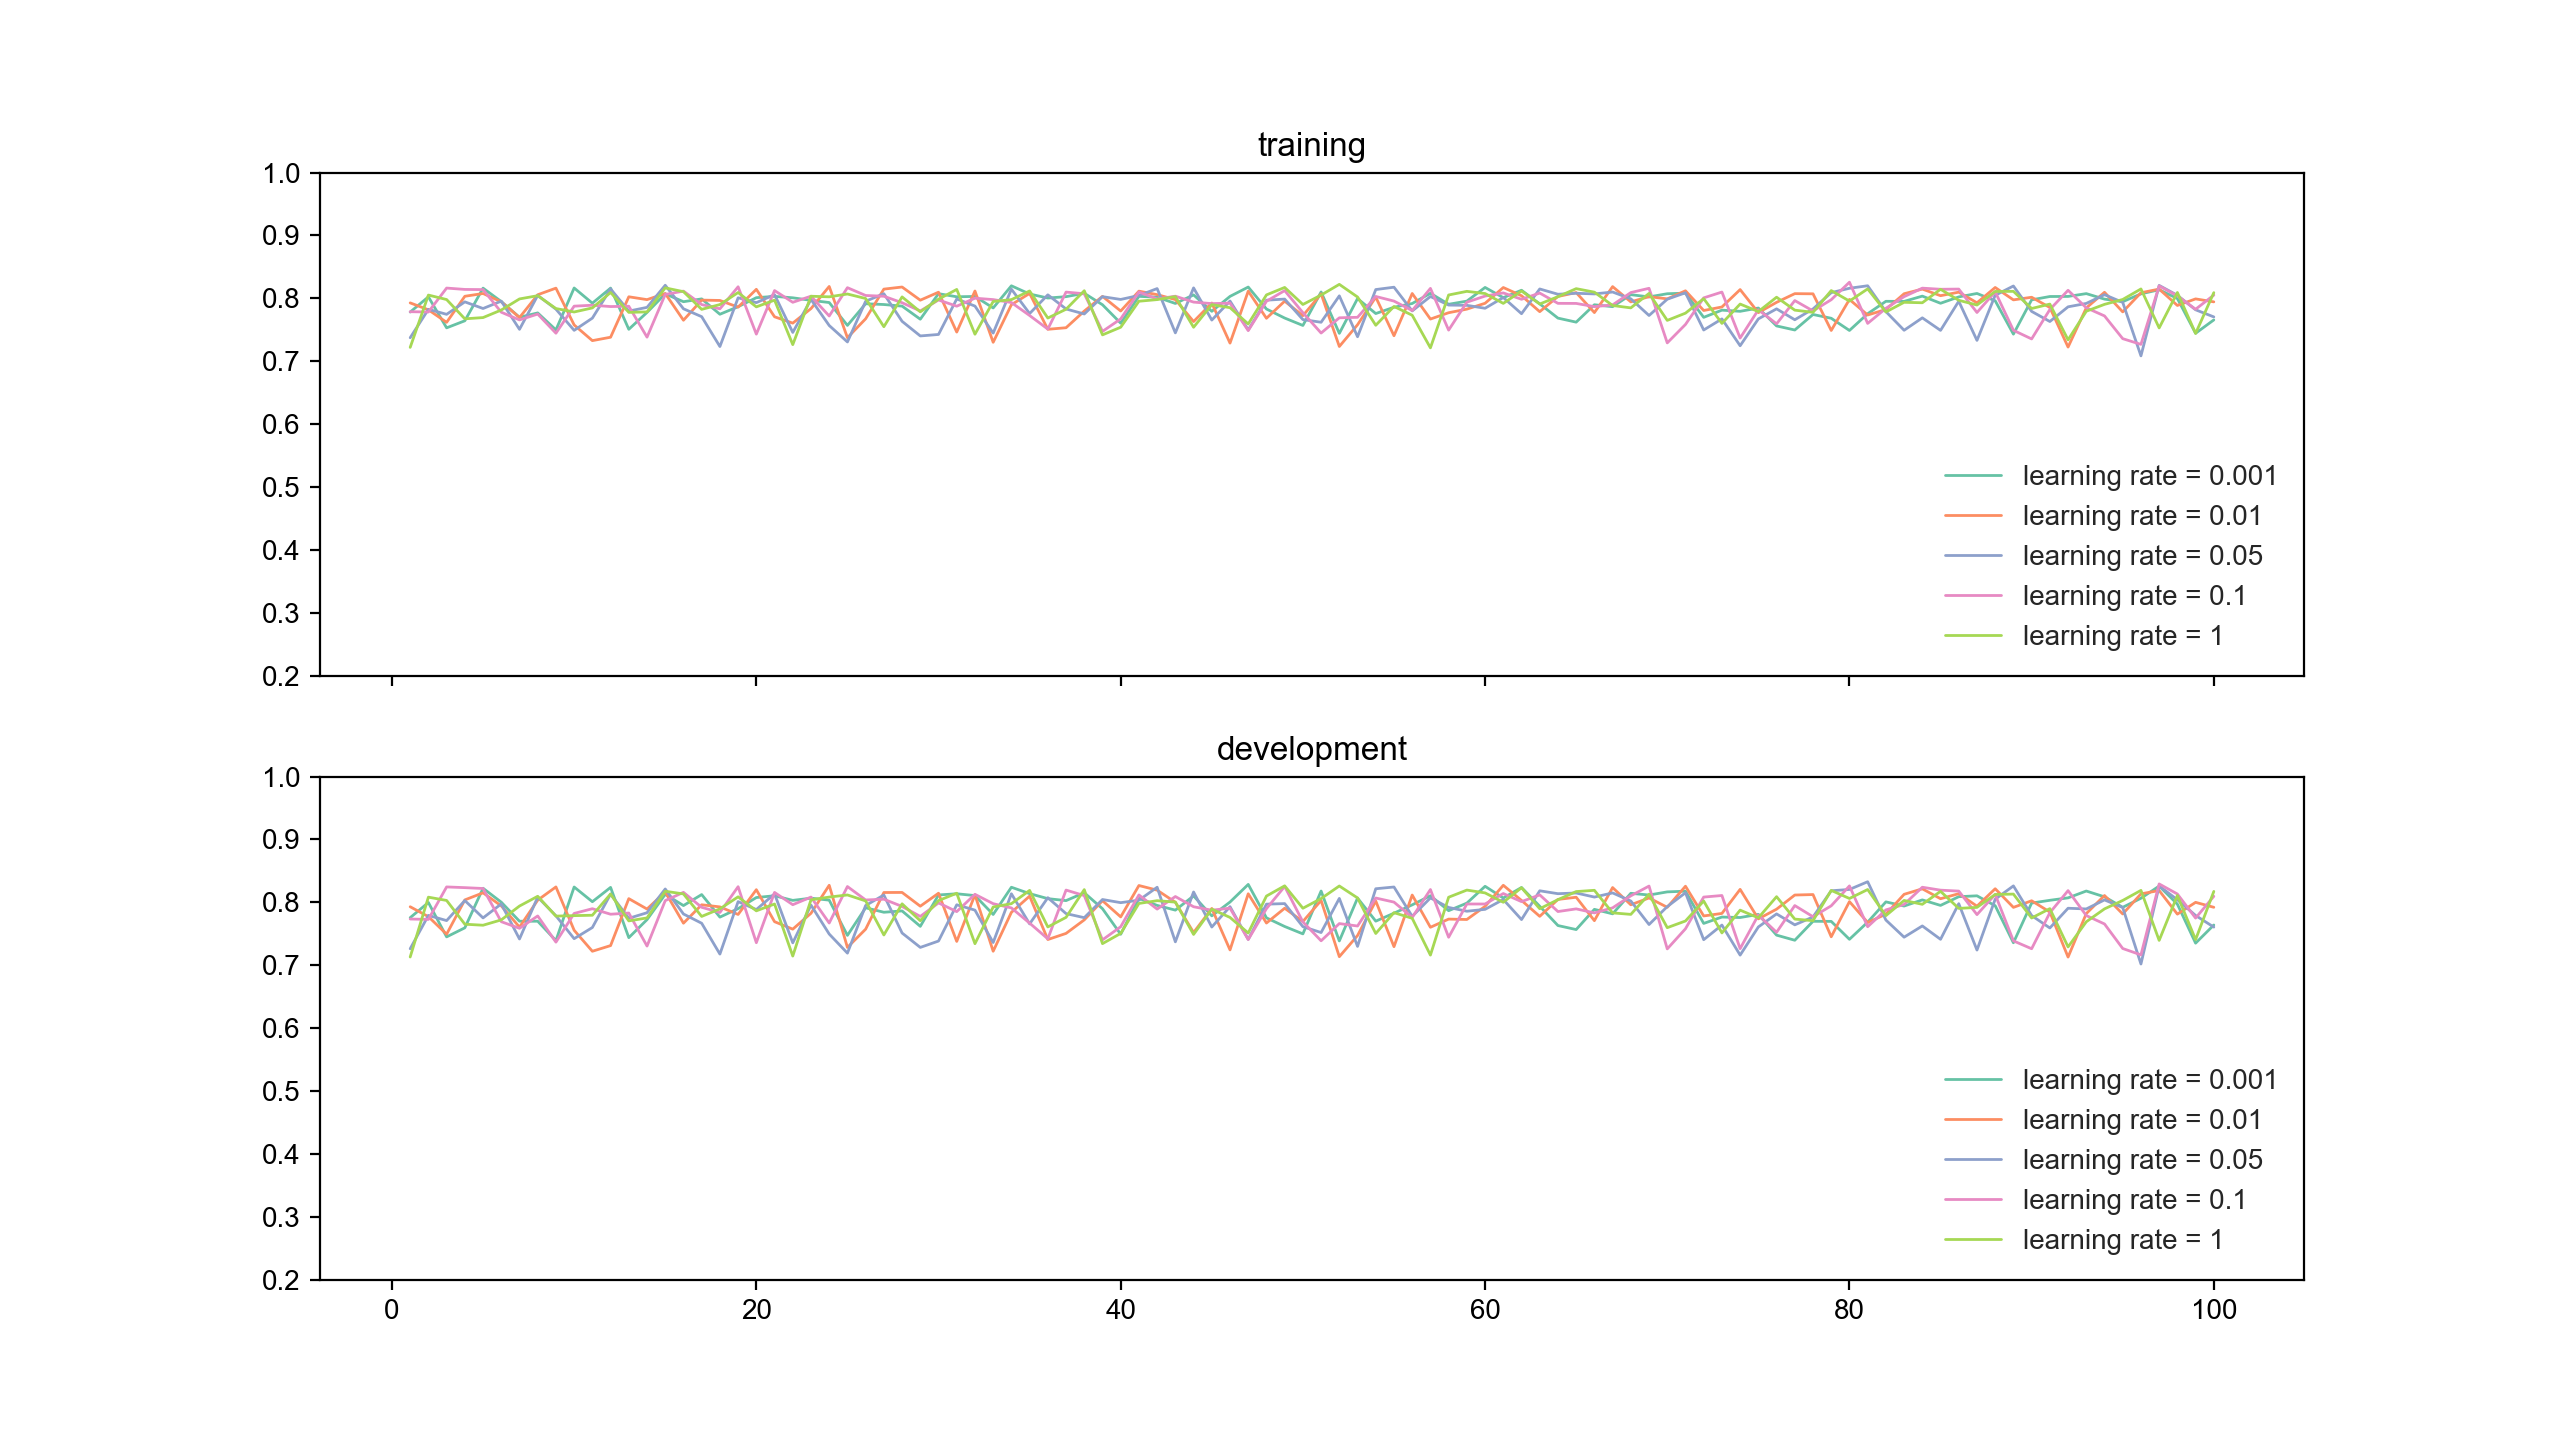 training
1.0
0.9
0.8
0.7
0.6
0.5
0.4
0.3
0.2
learning rate = 0.001
learning rate = 0.01
learning rate = 0.05
learning rate = 0.1
learning rate = 1
development
1.0
0.9
0.8
0.7
0.6
0.5
0.4
0.3
0.2
learning rate = 0.001
learning rate = 0.01
learning rate = 0.05
learning rate = 0.1
learning rate = 1
0 20 40 60 80 100